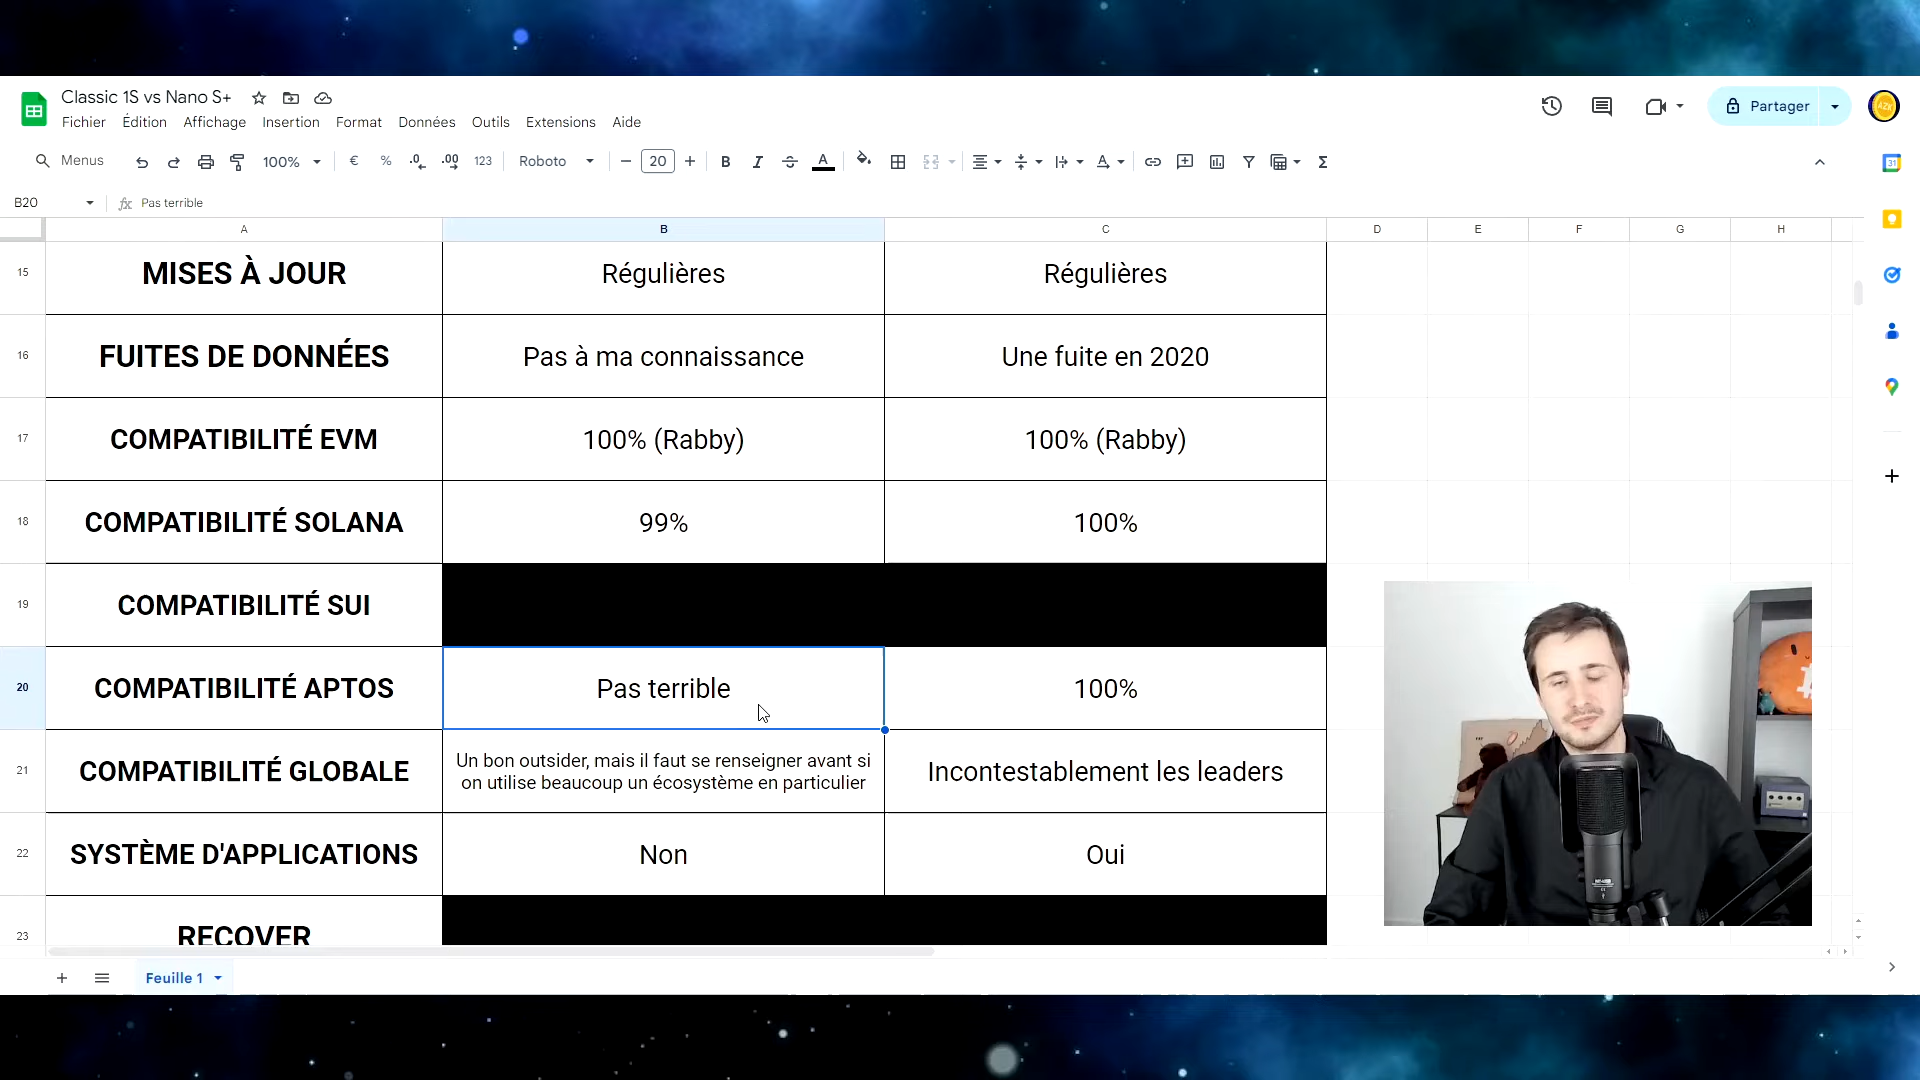 Classic 1S vs Nano S+
Fichier Édition Affichage Insertion Format Données Outils Extensions Aide
Partager
Menus 100% € % .0 .00 123 Roboto 20 B I A Σ
31
B20 fx Pas terrible
A B C D E F G H
15 MISES À JOUR Régulières Régulières
16 FUITES DE DONNÉES Pas à ma connaissance Une fuite en 2020
17 COMPATIBILITÉ EVM 100% (Rabby) 100% (Rabby)
18 COMPATIBILITÉ SOLANA 99% 100%
19 COMPATIBILITÉ SUI
20 COMPATIBILITÉ APTOS Pas terrible 100%
21 COMPATIBILITÉ GLOBALE Un bon outsider, mais il faut se renseigner avant si
on utilise beaucoup un écosystème en particulier Incontestablement les leaders
22 SYSTÈME D'APPLICATIONS Non Oui
23 RECOVER
Feuille 1